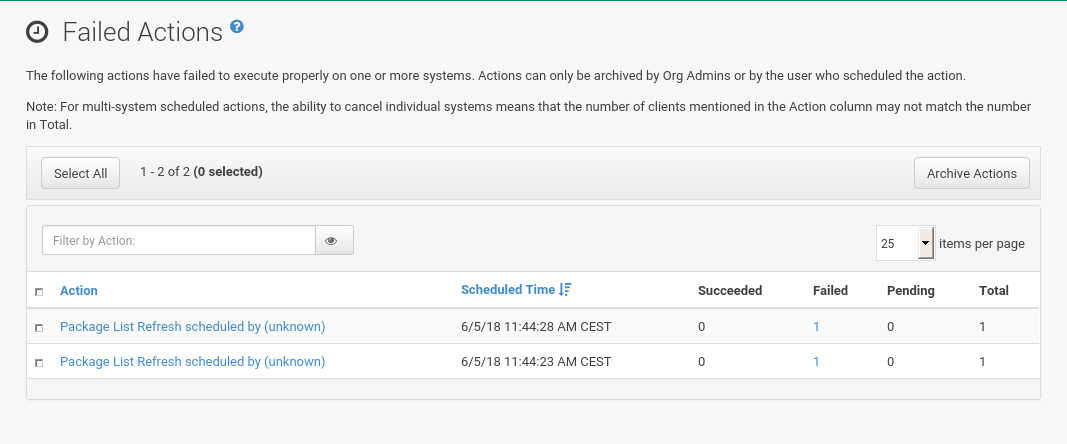 Failed Actions ?
The following actions have failed to execute properly on one or more systems. Actions can only be archived by Org Admins or by the user who scheduled the action.
Note: For multi-system scheduled actions, the ability to cancel individual systems means that the number of clients mentioned in the Action column may not match the number
in Total.
Select All 1 - 2 of 2 (0 selected) Archive Actions
Filter by Action: 25 items per page
Action Scheduled Time Succeeded Failed Pending Total
Package List Refresh scheduled by (unknown) 6/5/18 11:44:28 AM CEST 0 1 0 1
Package List Refresh scheduled by (unknown) 6/5/18 11:44:23 AM CEST 0 1 0 1